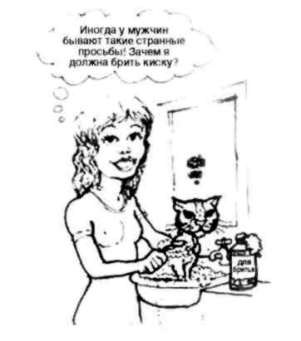 Иногда у мужчин
бывают такие странные
просьбы! Зачем я
должна брить киску?
для
бритья